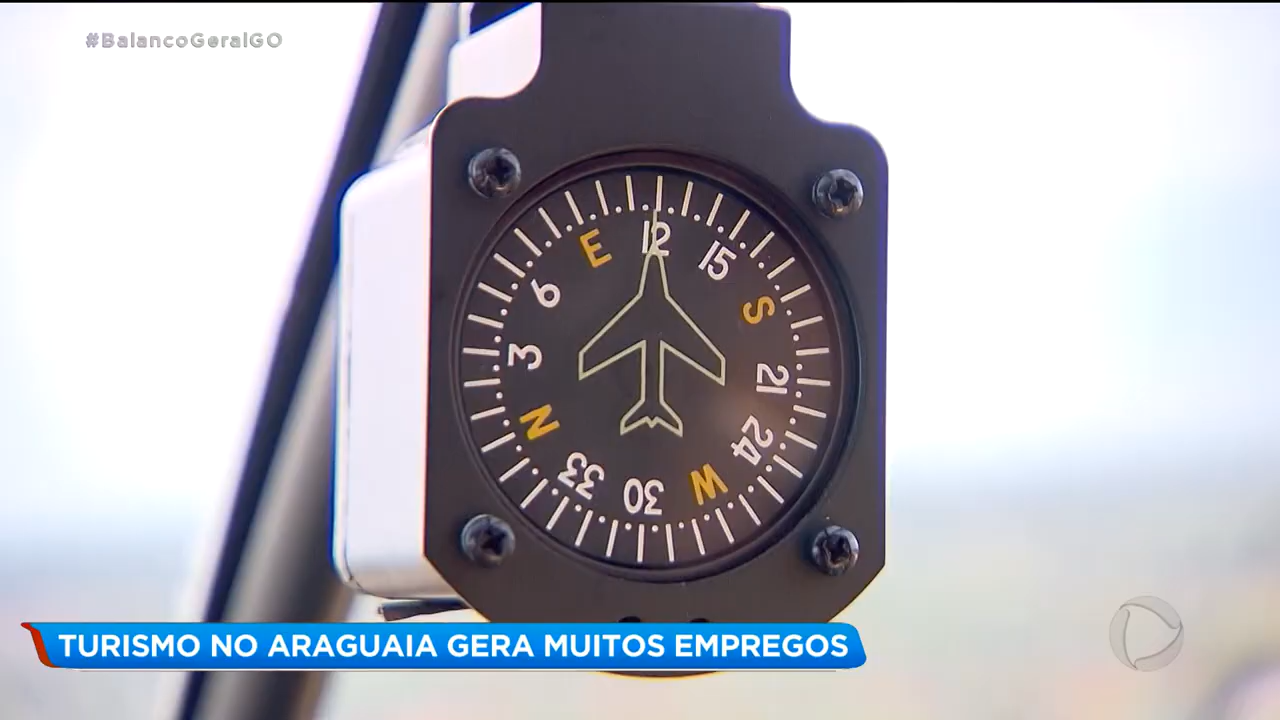 #BalancoGeralGO
12
E
15
6
S
3
21
N
24
33
30
W
TURISMO NO ARAGUAIA GERA MUITOS EMPREGOS